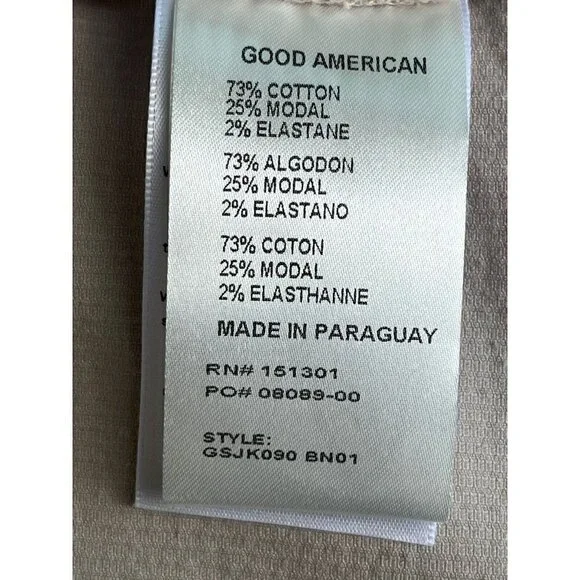 GOOD AMERICAN
73% COTTON
25% MODAL
2% ELASTANE
73% ALGODON
25% MODAL
2% ELASTANO
73% COTON
25% MODAL
2% ELASTHANNE
MADE IN PARAGUAY
RN# 151301
PO# 08089-00
STYLE:
GSJK090 BN01